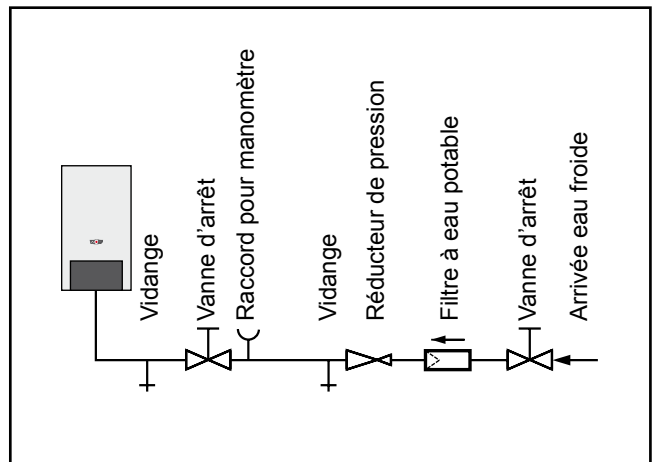 Vidange
Vanne d'arrêt
Raccord pour manomètre
Vidange
Réducteur de pression
Filtre à eau potable
Vanne d'arrêt
Arrivée eau froide